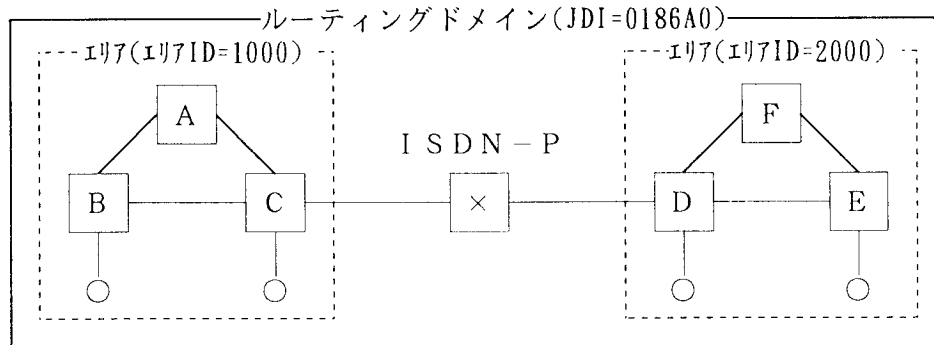 ルーティングドメイン(JDI=0186A0)
エリア(エリアID=1000)
エリア(エリアID=2000)
A
F
ISDN-P
B
C
×
D
E